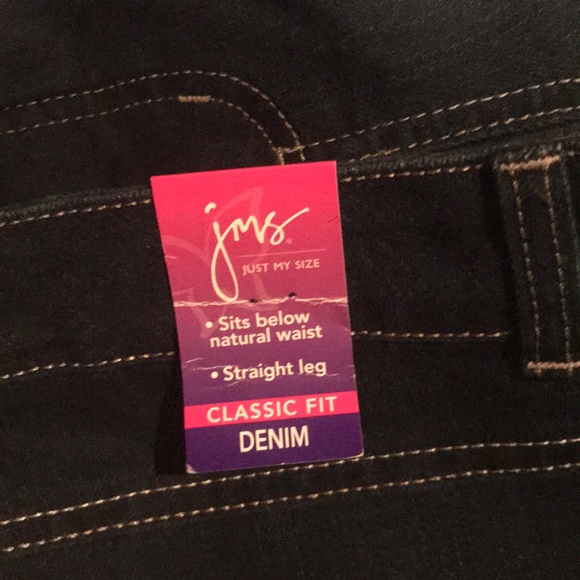 jms®
JUST MY SIZE
• Sits below
natural waist
• Straight leg
CLASSIC FIT
DENIM